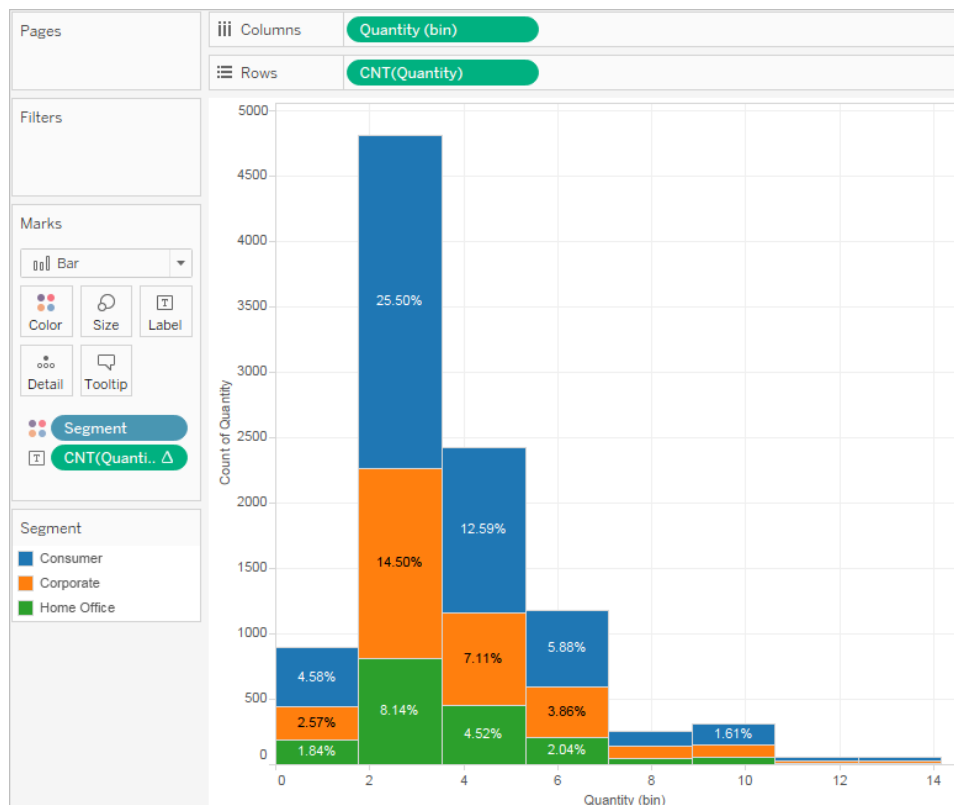 Pages
Columns
Quantity (bin)
Rows
CNT(Quantity)
Filters
Marks
Bar
Color
Size
T
Label
Detail
Tooltip
Segment
T
CNT(Quanti.. Δ
Segment
Consumer
Corporate
Home Office
Count of Quantity
5000
4500
4000
3500
3000
2500
2000
1500
1000
500
0
25.50%
14.50%
8.14%
12.59%
7.11%
4.52%
5.88%
3.86%
2.04%
4.58%
2.57%
1.84%
1.61%
0 2 4 6 8 10 12 14
Quantity (bin)